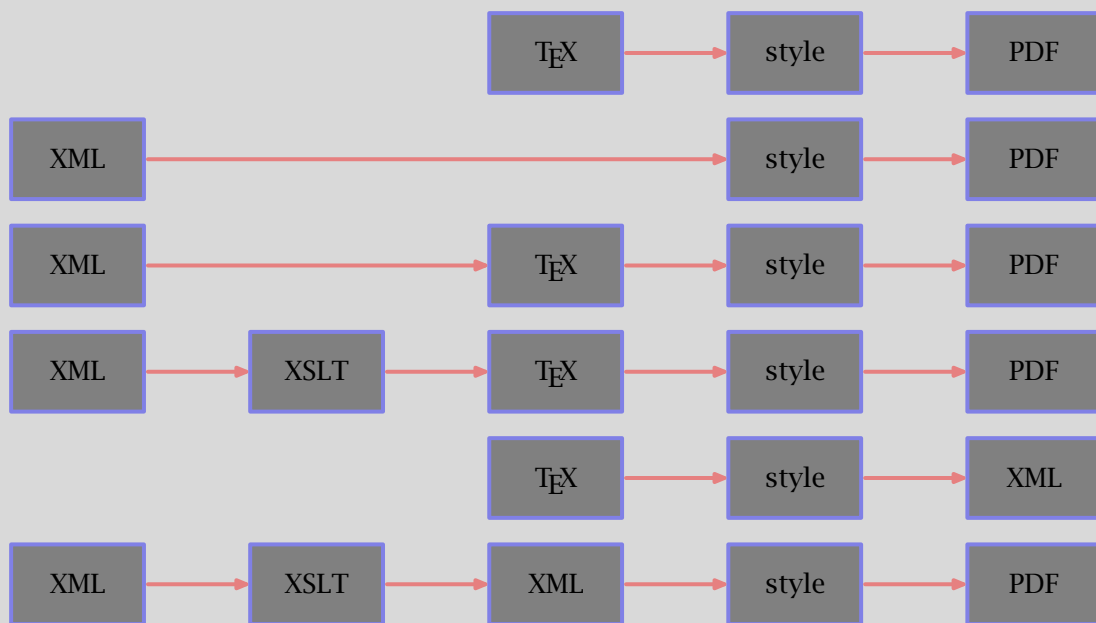 TEX style PDF
XML style PDF
XML TEX style PDF
XML XSLT TEX style PDF
TEX style XML
XML XSLT XML style PDF